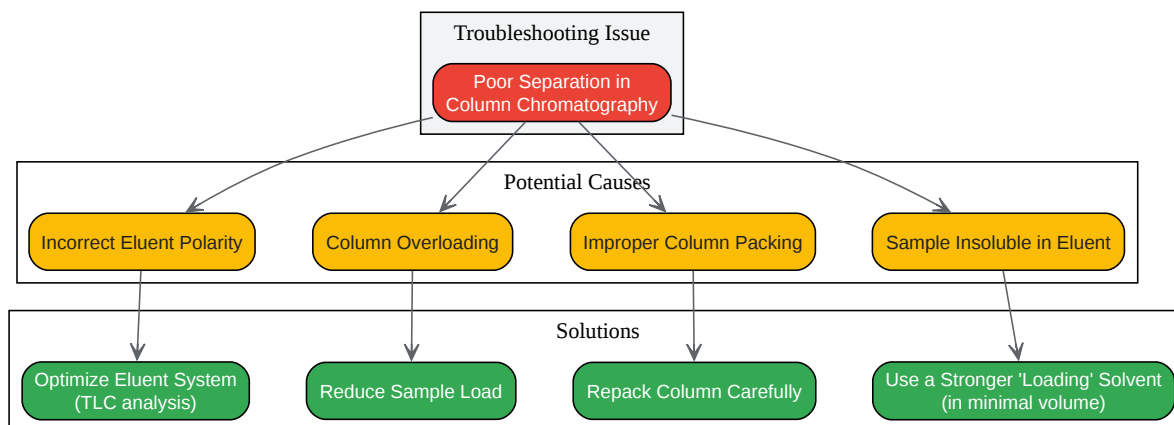 Troubleshooting Issue
Poor Separation in
Column Chromatography
Potential Causes
Incorrect Eluent Polarity
Column Overloading
Improper Column Packing
Sample Insoluble in Eluent
Solutions
Optimize Eluent System
(TLC analysis)
Reduce Sample Load
Repack Column Carefully
Use a Stronger 'Loading' Solvent
(in minimal volume)